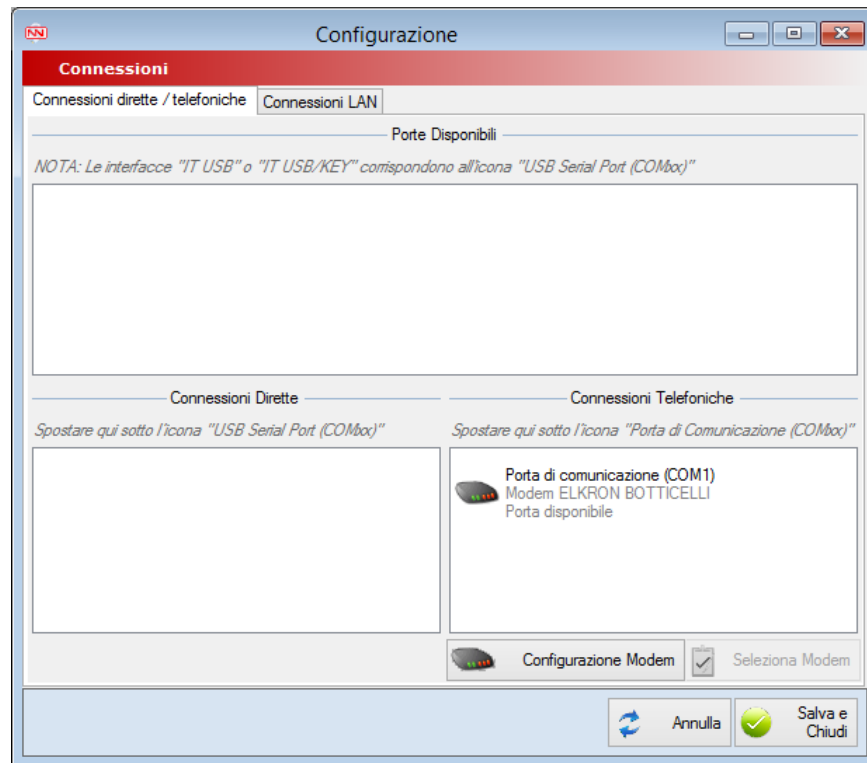 Configurazione
Connessioni
Connessioni dirette / telefoniche
Connessioni LAN
Porte Disponibili
NOTA: Le interfacce "IT USB" o "IT USB/KEY" corrispondono all'icona "USB Serial Port (COMxx)"
Connessioni Dirette
Spostare qui sotto l'icona "USB Serial Port (COMxx)"
Connessioni Telefoniche
Spostare qui sotto l'icona "Porta di Comunicazione (COMxx)"
Porta di comunicazione (COM1)
Modem ELKRON BOTTICELLI
Porta disponibile
Configurazione Modem
Seleziona Modem
Annulla
Salva e
Chiudi